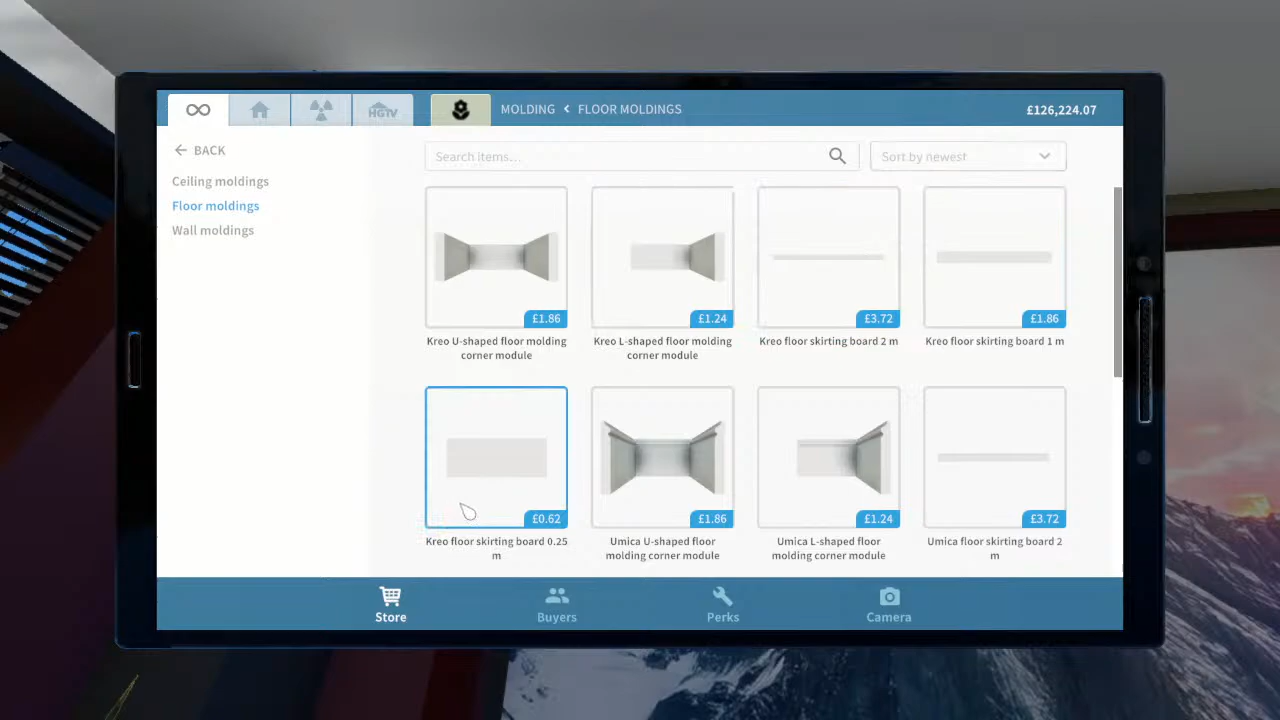 HGTV
MOLDING < FLOOR MOLDINGS
£126,224.07
BACK
Search items...
Sort by newest
Ceiling moldings
Floor moldings
Wall moldings
£1.86
£1.24
£3.72
£1.86
Kreo U-shaped floor molding
corner module
Kreo L-shaped floor molding
corner module
Kreo floor skirting board 2 m
Kreo floor skirting board 1 m
£0.62
£1.86
£1.24
£3.72
Kreo floor skirting board 0.25
m
Umica U-shaped floor
molding corner module
Umica L-shaped floor
molding corner module
Umica floor skirting board 2
m
Store
Buyers
Perks
Camera